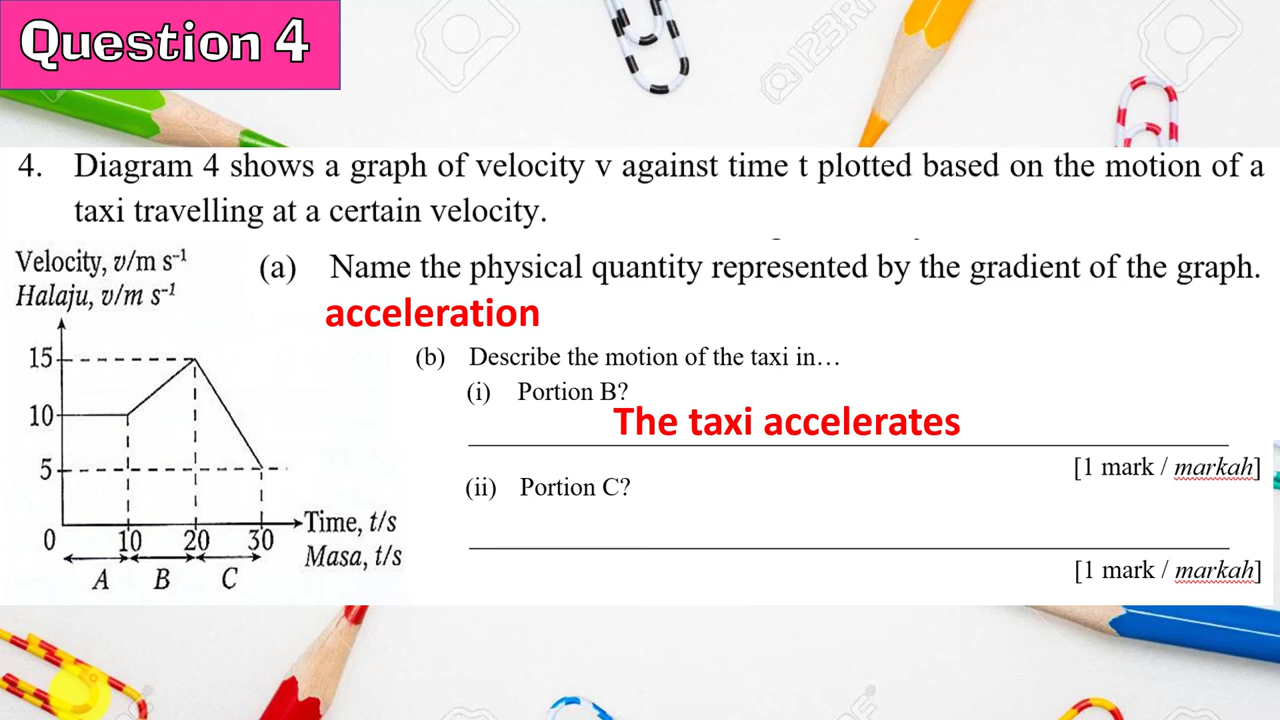 Question 4
4. Diagram 4 shows a graph of velocity v against time t plotted based on the motion of a
taxi travelling at a certain velocity.
Velocity, v/m s⁻¹
Halaju, v/m s⁻¹
(a) Name the physical quantity represented by the gradient of the graph.
acceleration
15
10
5
0 10 20 30
Time, t/s
Masa, t/s
A B C
(b) Describe the motion of the taxi in…
(i) Portion B?
The taxi accelerates
[1 mark / markah]
(ii) Portion C?
[1 mark / markah]
123RF